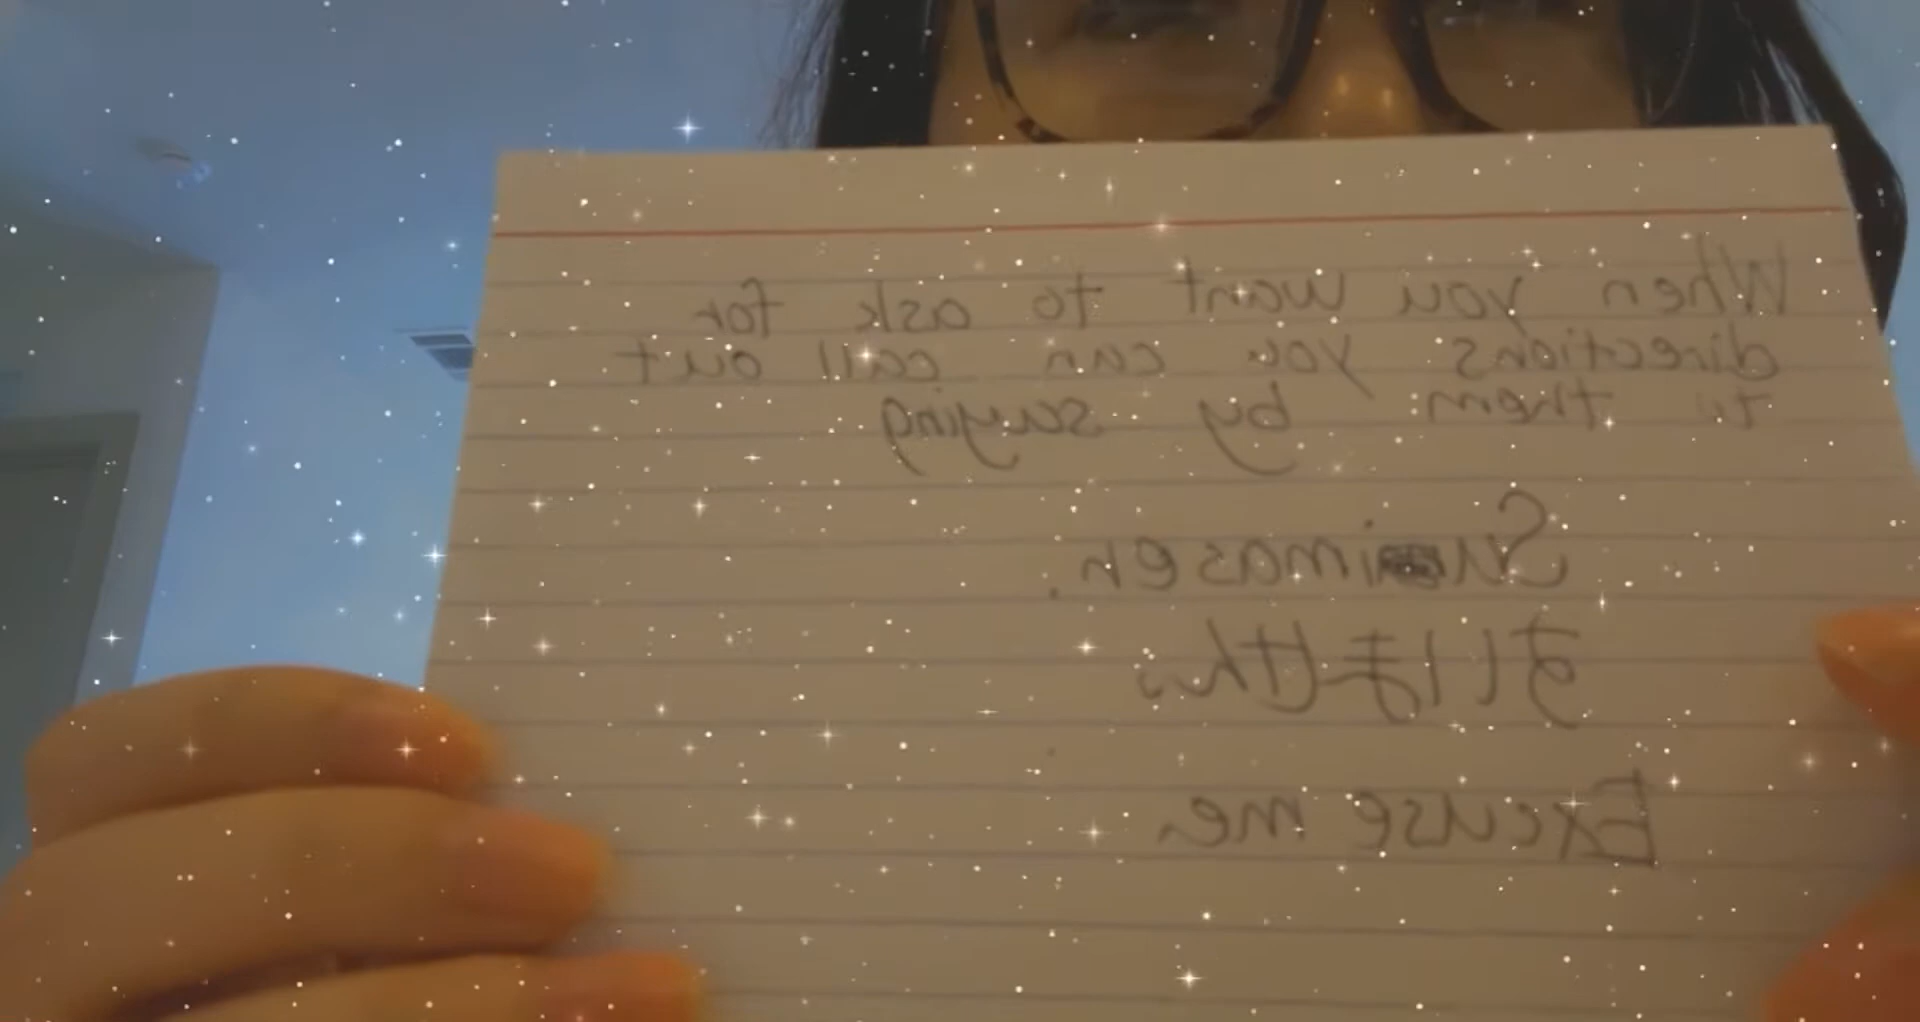 When you want to ask for
directions you can call out
to them by saying
Suimasen.
すいません。
Excuse me